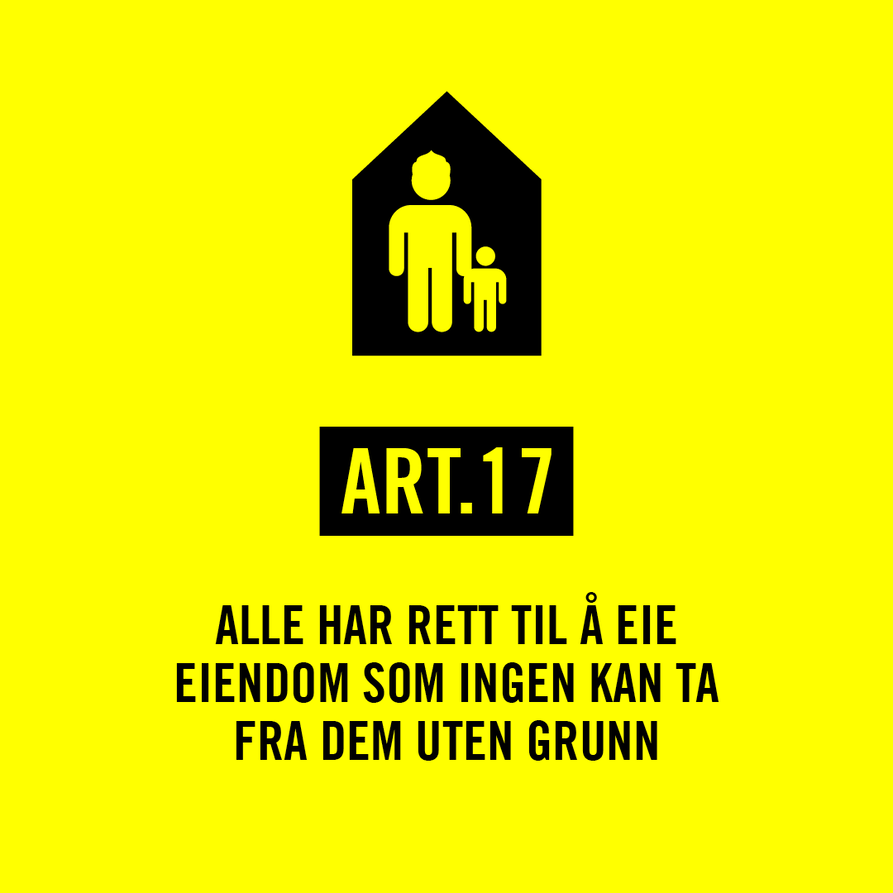 ART.17
ALLE HAR RETT TIL Å EIE
EIENDOM SOM INGEN KAN TA
FRA DEM UTEN GRUNN